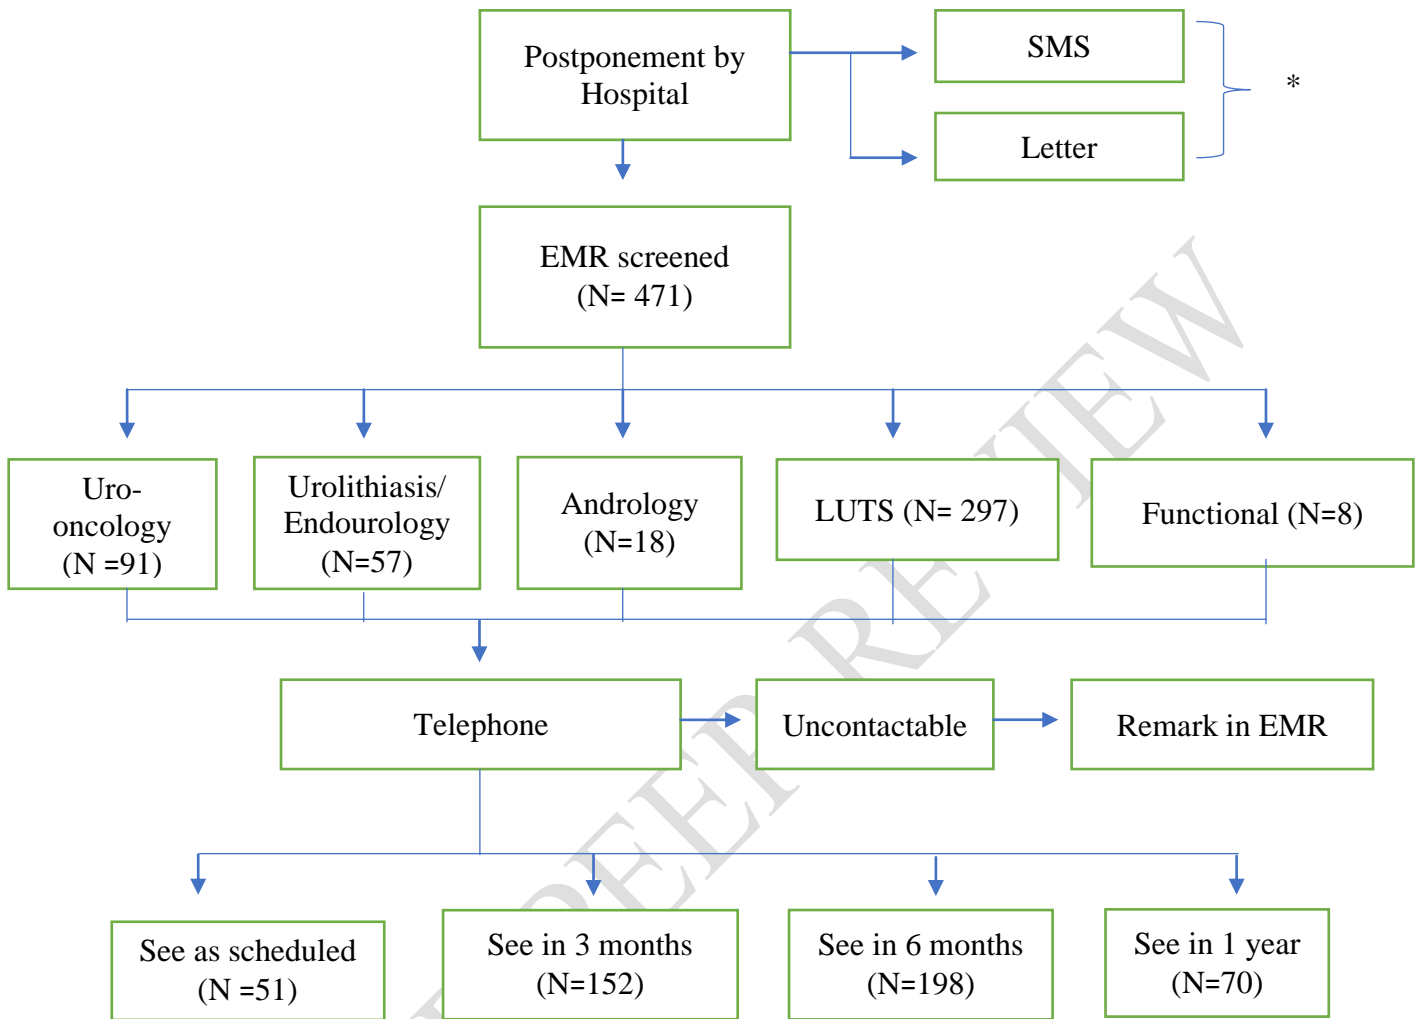 Postponement by
Hospital
SMS
*
Letter
EMR screened
(N= 471)
Uro-
oncology
(N =91)
Urolithiasis/
Endourology
(N=57)
Andrology
(N=18)
LUTS (N= 297)
Functional (N=8)
Telephone
Uncontactable
Remark in EMR
See as scheduled
(N =51)
See in 3 months
(N=152)
See in 6 months
(N=198)
See in 1 year
(N=70)
PEER REVIEW